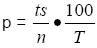 p = ts/n • 100/T